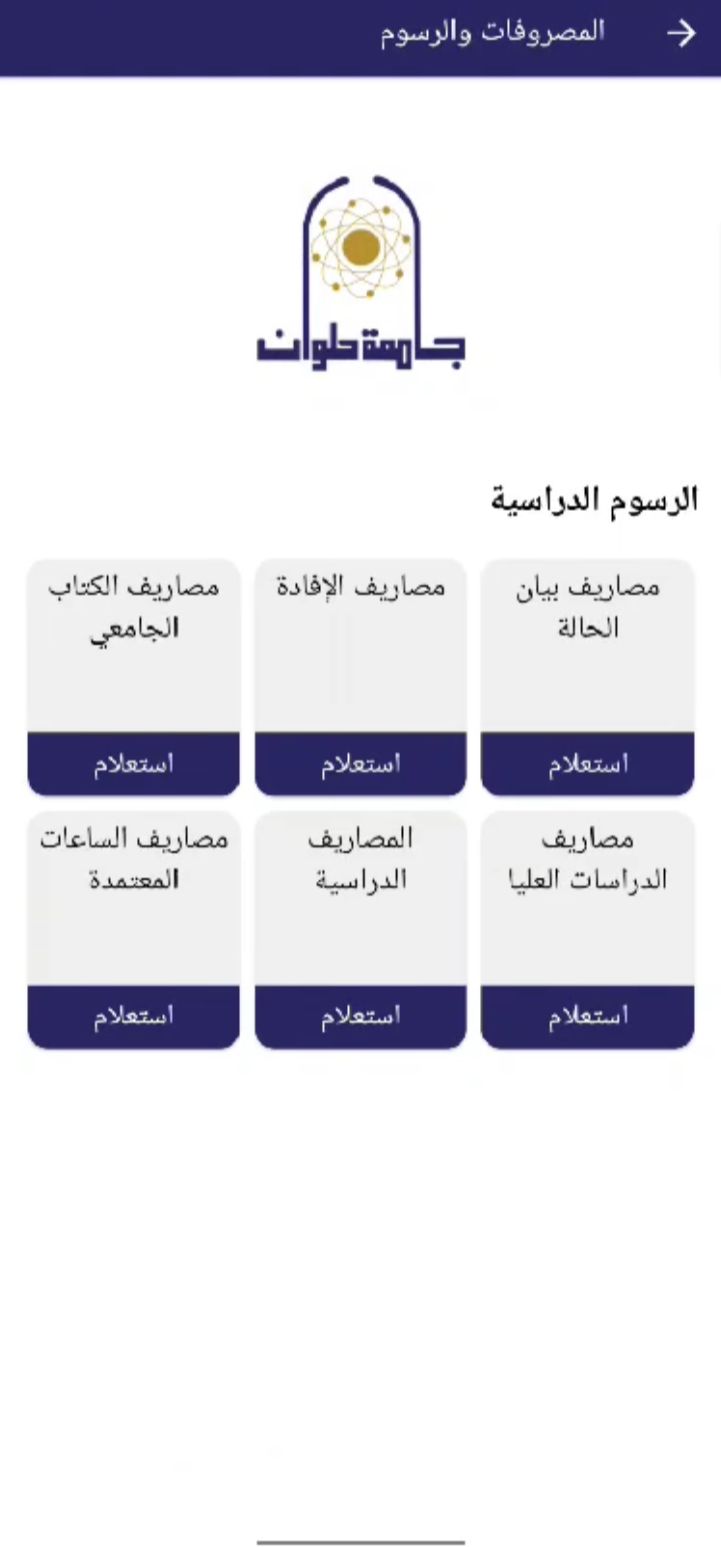 المصروفات والرسوم
جامعة حلوان
الرسوم الدراسية
مصاريف بيان
الحالة
استعلام
مصاريف الإفادة
استعلام
مصاريف الكتاب
الجامعي
استعلام
مصاريف
الدراسات العليا
استعلام
المصاريف
الدراسية
استعلام
مصاريف الساعات
المعتمدة
استعلام